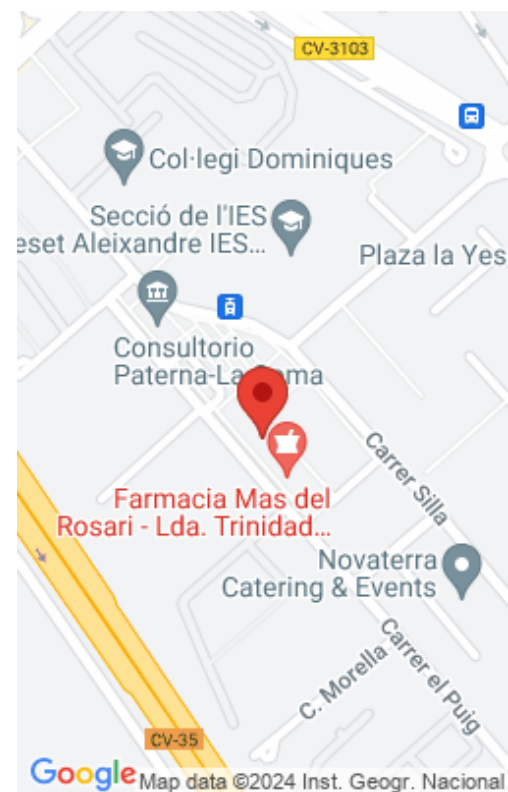 CV-3103
Col·legi Dominiques
Secció de l'IES
eset Aleixandre IES...
Plaza la Yes
Consultorio
Paterna-La Coma
Carrer Silla
Farmacia Mas del
Rosari - Lda. Trinidad...
Novaterra
Catering & Events
C. Morella
Carrer el Puig
CV-35
Google Map data ©2024 Inst. Geogr. Nacional